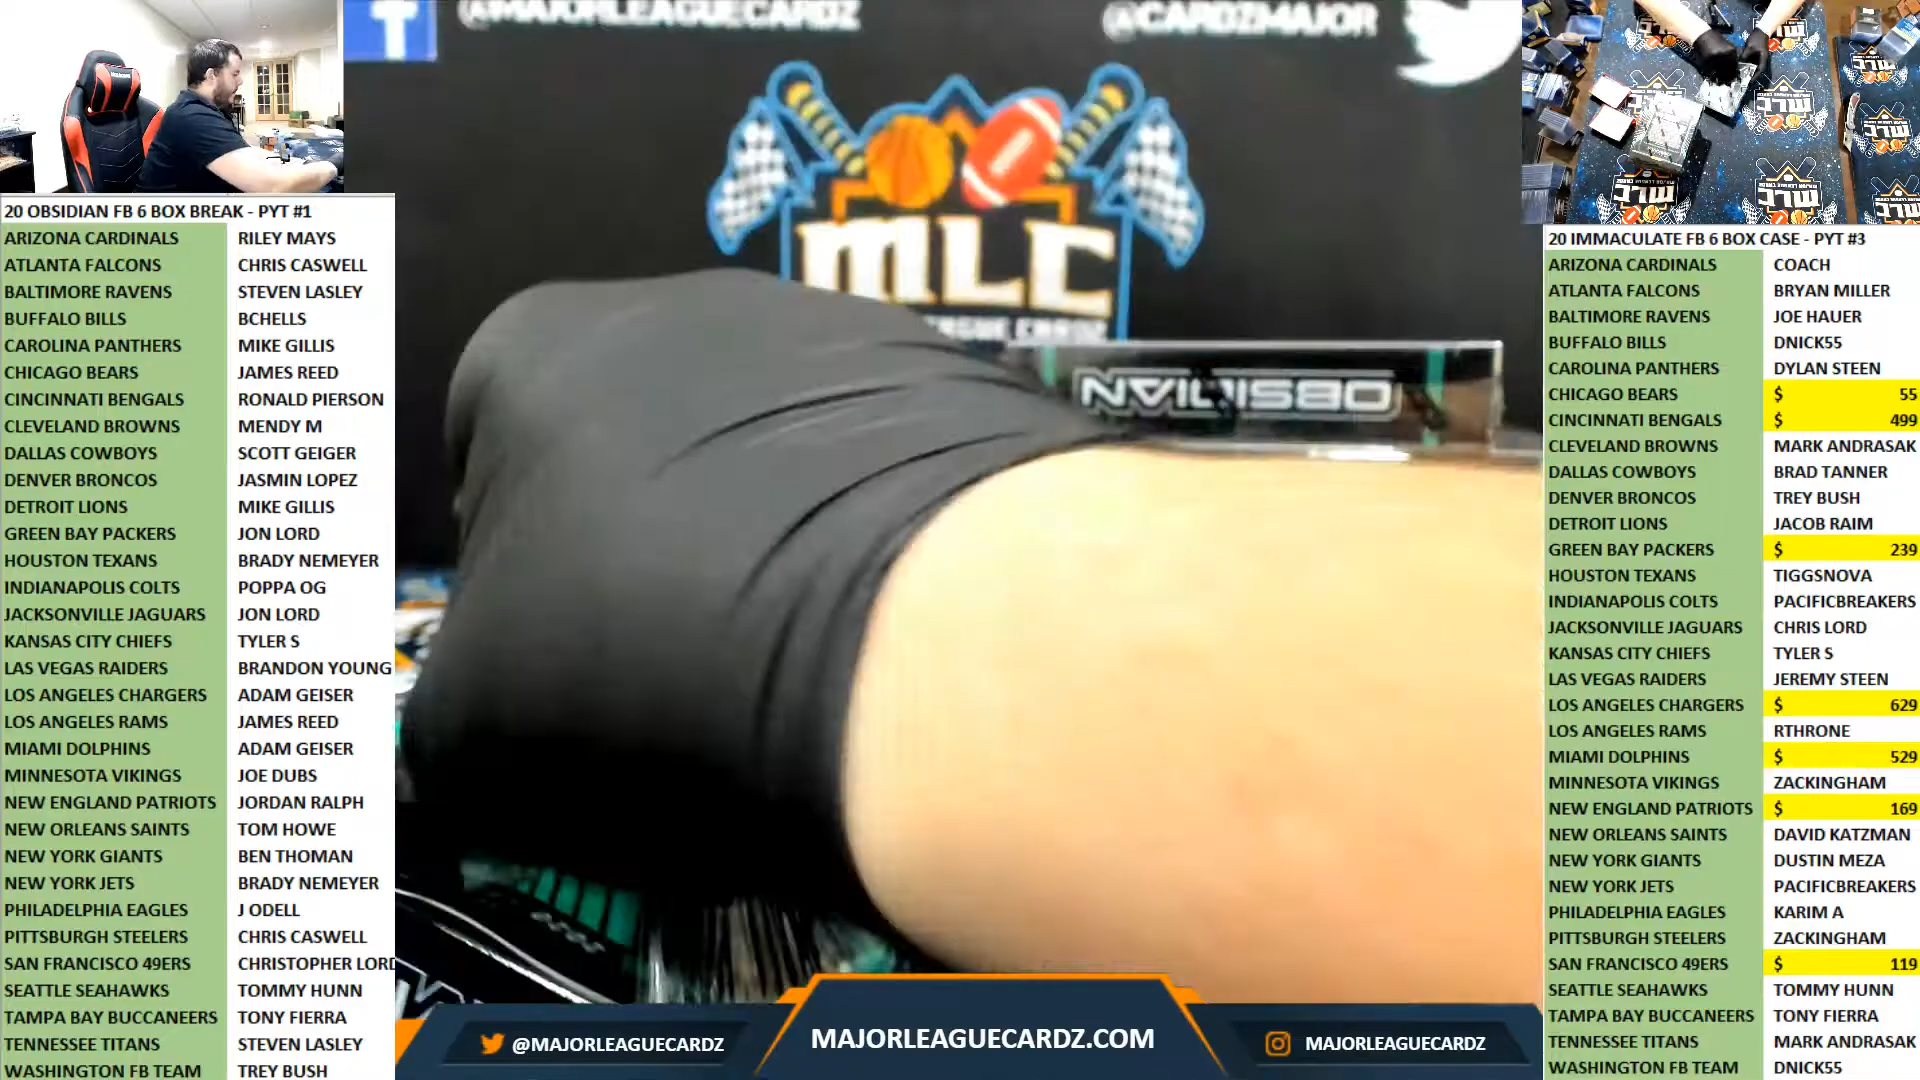 @MAJORLEAGUECARDZ
@CARDZMAJOR
MLC
OBSIDIAN
20 OBSIDIAN FB 6 BOX BREAK - PYT #1
ARIZONA CARDINALS RILEY MAYS
ATLANTA FALCONS CHRIS CASWELL
BALTIMORE RAVENS STEVEN LASLEY
BUFFALO BILLS BCHELLS
CAROLINA PANTHERS MIKE GILLIS
CHICAGO BEARS JAMES REED
CINCINNATI BENGALS RONALD PIERSON
CLEVELAND BROWNS MENDY M
DALLAS COWBOYS SCOTT GEIGER
DENVER BRONCOS JASMIN LOPEZ
DETROIT LIONS MIKE GILLIS
GREEN BAY PACKERS JON LORD
HOUSTON TEXANS BRADY NEMEYER
INDIANAPOLIS COLTS POPPA OG
JACKSONVILLE JAGUARS JON LORD
KANSAS CITY CHIEFS TYLER S
LAS VEGAS RAIDERS BRANDON YOUNG
LOS ANGELES CHARGERS ADAM GEISER
LOS ANGELES RAMS JAMES REED
MIAMI DOLPHINS ADAM GEISER
MINNESOTA VIKINGS JOE DUBS
NEW ENGLAND PATRIOTS JORDAN RALPH
NEW ORLEANS SAINTS TOM HOWE
NEW YORK GIANTS BEN THOMAN
NEW YORK JETS BRADY NEMEYER
PHILADELPHIA EAGLES J ODELL
PITTSBURGH STEELERS CHRIS CASWELL
SAN FRANCISCO 49ERS CHRISTOPHER LORD
SEATTLE SEAHAWKS TOMMY HUNN
TAMPA BAY BUCCANEERS TONY FIERRA
TENNESSEE TITANS STEVEN LASLEY
WASHINGTON FB TEAM TREY BUSH
20 IMMACULATE FB 6 BOX CASE - PYT #3
ARIZONA CARDINALS COACH
ATLANTA FALCONS BRYAN MILLER
BALTIMORE RAVENS JOE HAUER
BUFFALO BILLS DNICK55
CAROLINA PANTHERS DYLAN STEEN
CHICAGO BEARS $ 55
CINCINNATI BENGALS $ 499
CLEVELAND BROWNS MARK ANDRASAK
DALLAS COWBOYS BRAD TANNER
DENVER BRONCOS TREY BUSH
DETROIT LIONS JACOB RAIM
GREEN BAY PACKERS $ 239
HOUSTON TEXANS TIGGSNOVA
INDIANAPOLIS COLTS PACIFICBREAKERS
JACKSONVILLE JAGUARS CHRIS LORD
KANSAS CITY CHIEFS TYLER S
LAS VEGAS RAIDERS JEREMY STEEN
LOS ANGELES CHARGERS $ 629
LOS ANGELES RAMS RTHRONE
MIAMI DOLPHINS $ 529
MINNESOTA VIKINGS ZACKINGHAM
NEW ENGLAND PATRIOTS $ 169
NEW ORLEANS SAINTS DAVID KATZMAN
NEW YORK GIANTS DUSTIN MEZA
NEW YORK JETS PACIFICBREAKERS
PHILADELPHIA EAGLES KARIM A
PITTSBURGH STEELERS ZACKINGHAM
SAN FRANCISCO 49ERS $ 119
SEATTLE SEAHAWKS TOMMY HUNN
TAMPA BAY BUCCANEERS TONY FIERRA
TENNESSEE TITANS MARK ANDRASAK
WASHINGTON FB TEAM DNICK55
@MAJORLEAGUECARDZ
MAJORLEAGUECARDZ.COM
MAJORLEAGUECARDZ